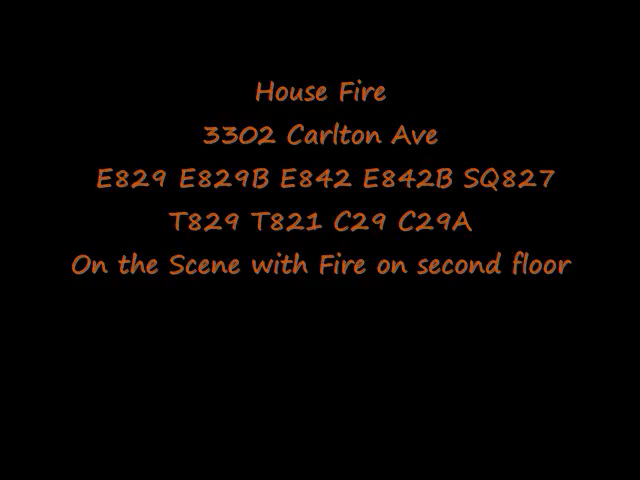 House Fire
3302 Carlton Ave
E829 E829B E842 E842B SQ827
T829 T821 C29 C29A
On the Scene with Fire on second floor